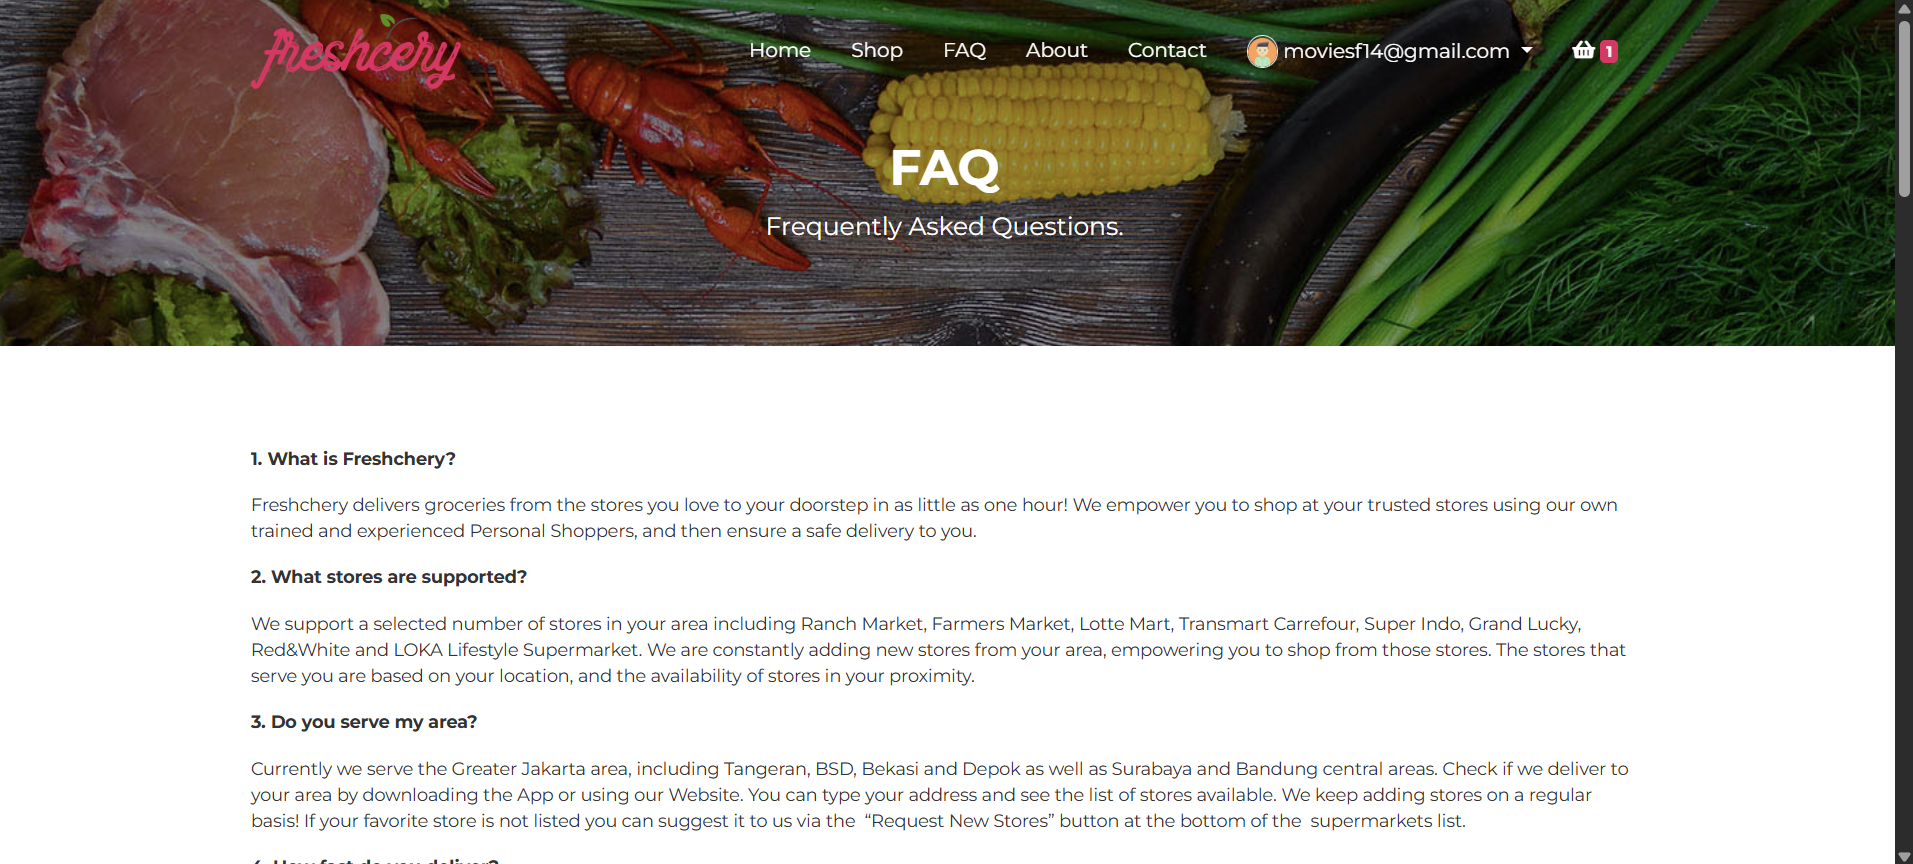 freshcery
Home Shop FAQ About Contact moviesf14@gmail.com 1
FAQ
Frequently Asked Questions.
1. What is Freshchery?
Freshchery delivers groceries from the stores you love to your doorstep in as little as one hour! We empower you to shop at your trusted stores using our own
trained and experienced Personal Shoppers, and then ensure a safe delivery to you.
2. What stores are supported?
We support a selected number of stores in your area including Ranch Market, Farmers Market, Lotte Mart, Transmart Carrefour, Super Indo, Grand Lucky,
Red&White and LOKA Lifestyle Supermarket. We are constantly adding new stores from your area, empowering you to shop from those stores. The stores that
serve you are based on your location, and the availability of stores in your proximity.
3. Do you serve my area?
Currently we serve the Greater Jakarta area, including Tangeran, BSD, Bekasi and Depok as well as Surabaya and Bandung central areas. Check if we deliver to
your area by downloading the App or using our Website. You can type your address and see the list of stores available. We keep adding stores on a regular
basis! If your favorite store is not listed you can suggest it to us via the “Request New Stores” button at the bottom of the supermarkets list.
4. How fast do you deliver?